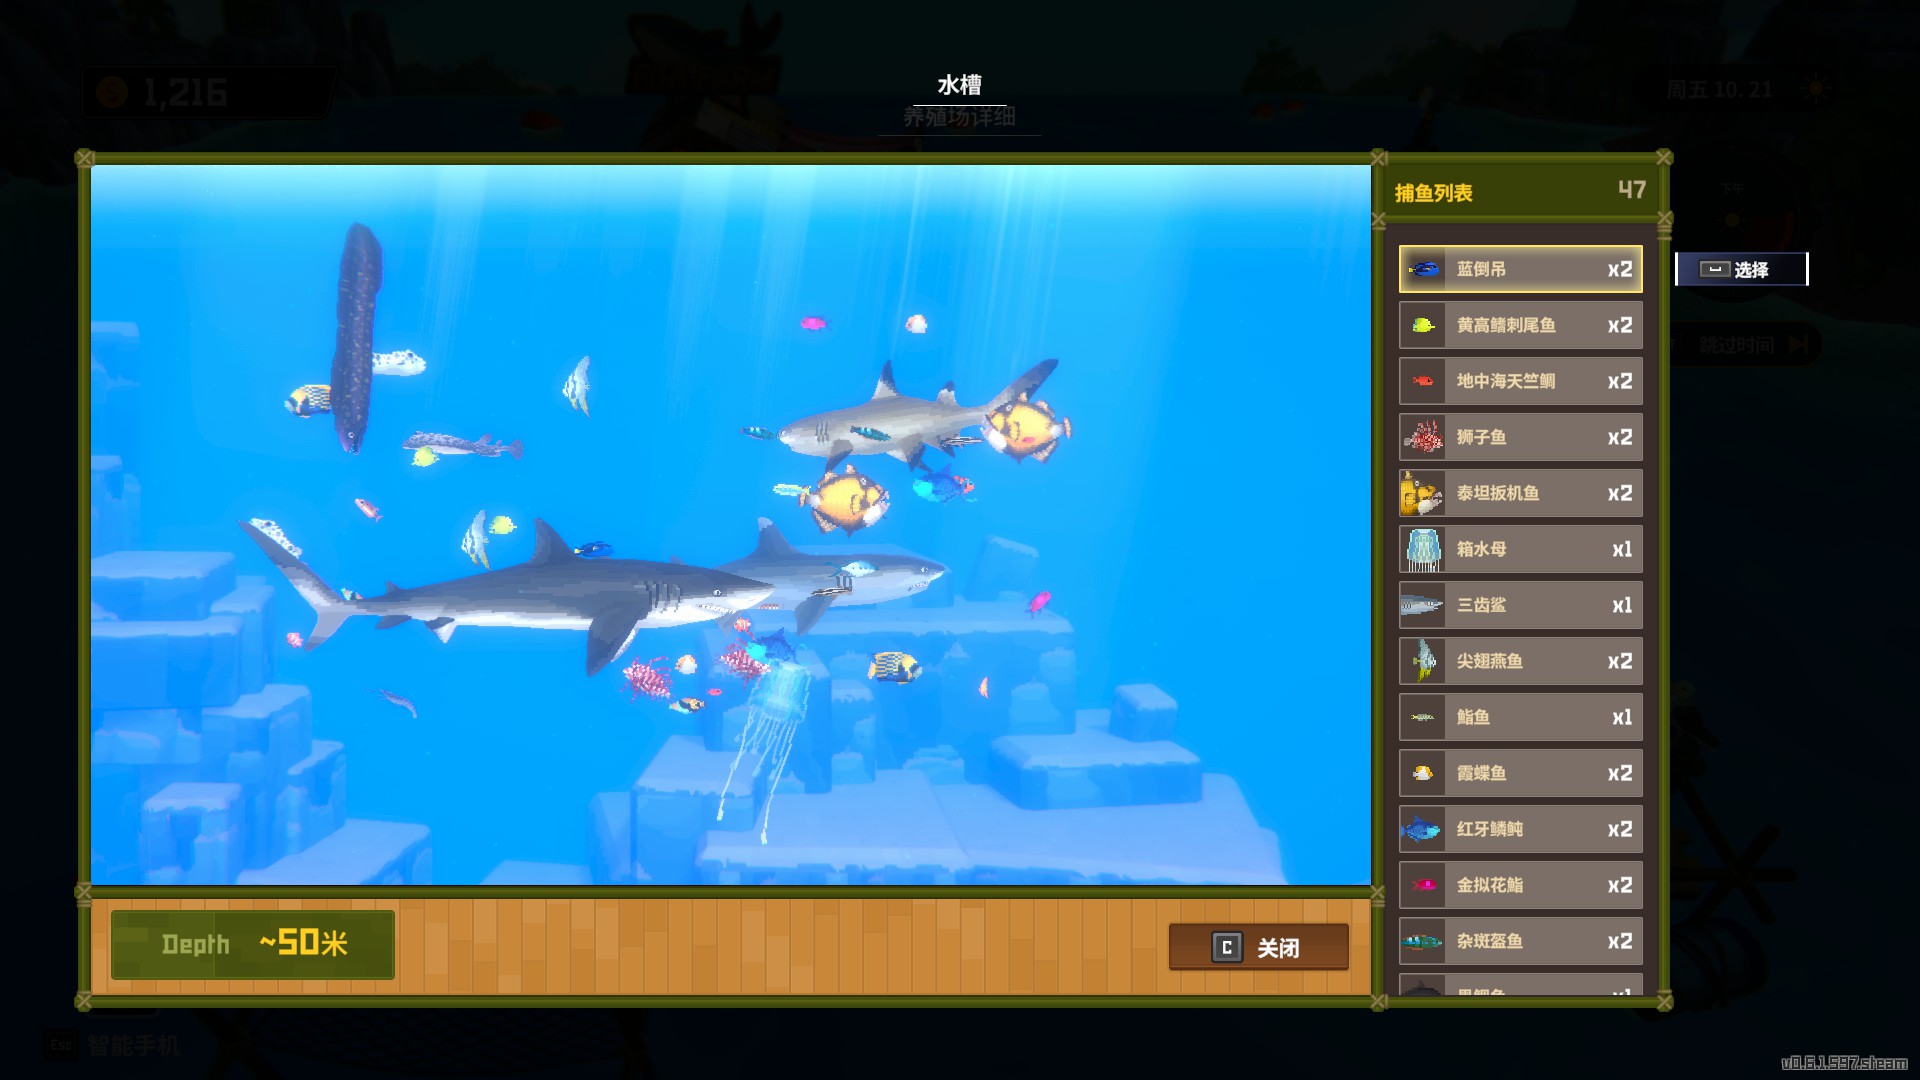 1,216
水槽
养殖场详细
周五 10. 21
下午
捕鱼列表 47
蓝倒吊 x2
选择
黄高鳍刺尾鱼 x2
跳过时间
地中海天竺鲷 x2
狮子鱼 x2
泰坦扳机鱼 x2
箱水母 x1
三齿鲨 x1
尖翅燕鱼 x2
鮨鱼 x1
霞蝶鱼 x2
红牙鳞鲀 x2
金拟花鮨 x2
杂斑盔鱼 x2
x1
Depth ~50米
C 关闭
Esc 智能手机
v0.6.1.597.steam